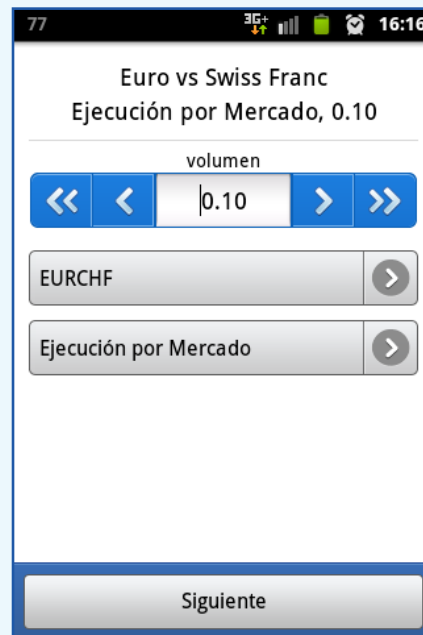 77 3G+ 16:16
Euro vs Swiss Franc
Ejecución por Mercado, 0.10
volumen
0.10
EURCHF
Ejecución por Mercado
Siguiente